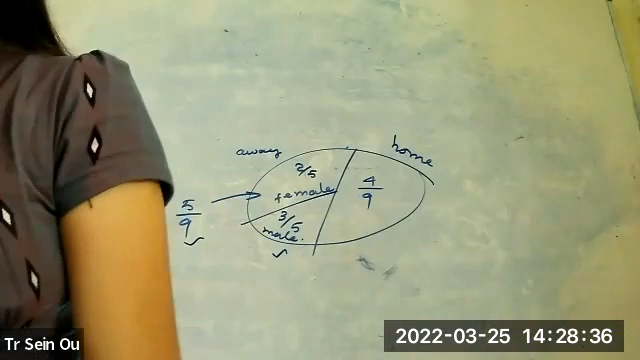 away
home
2/5
female
4/9
5/9
3/5
male.
Tr Sein Ou
2022-03-25 14:28:36